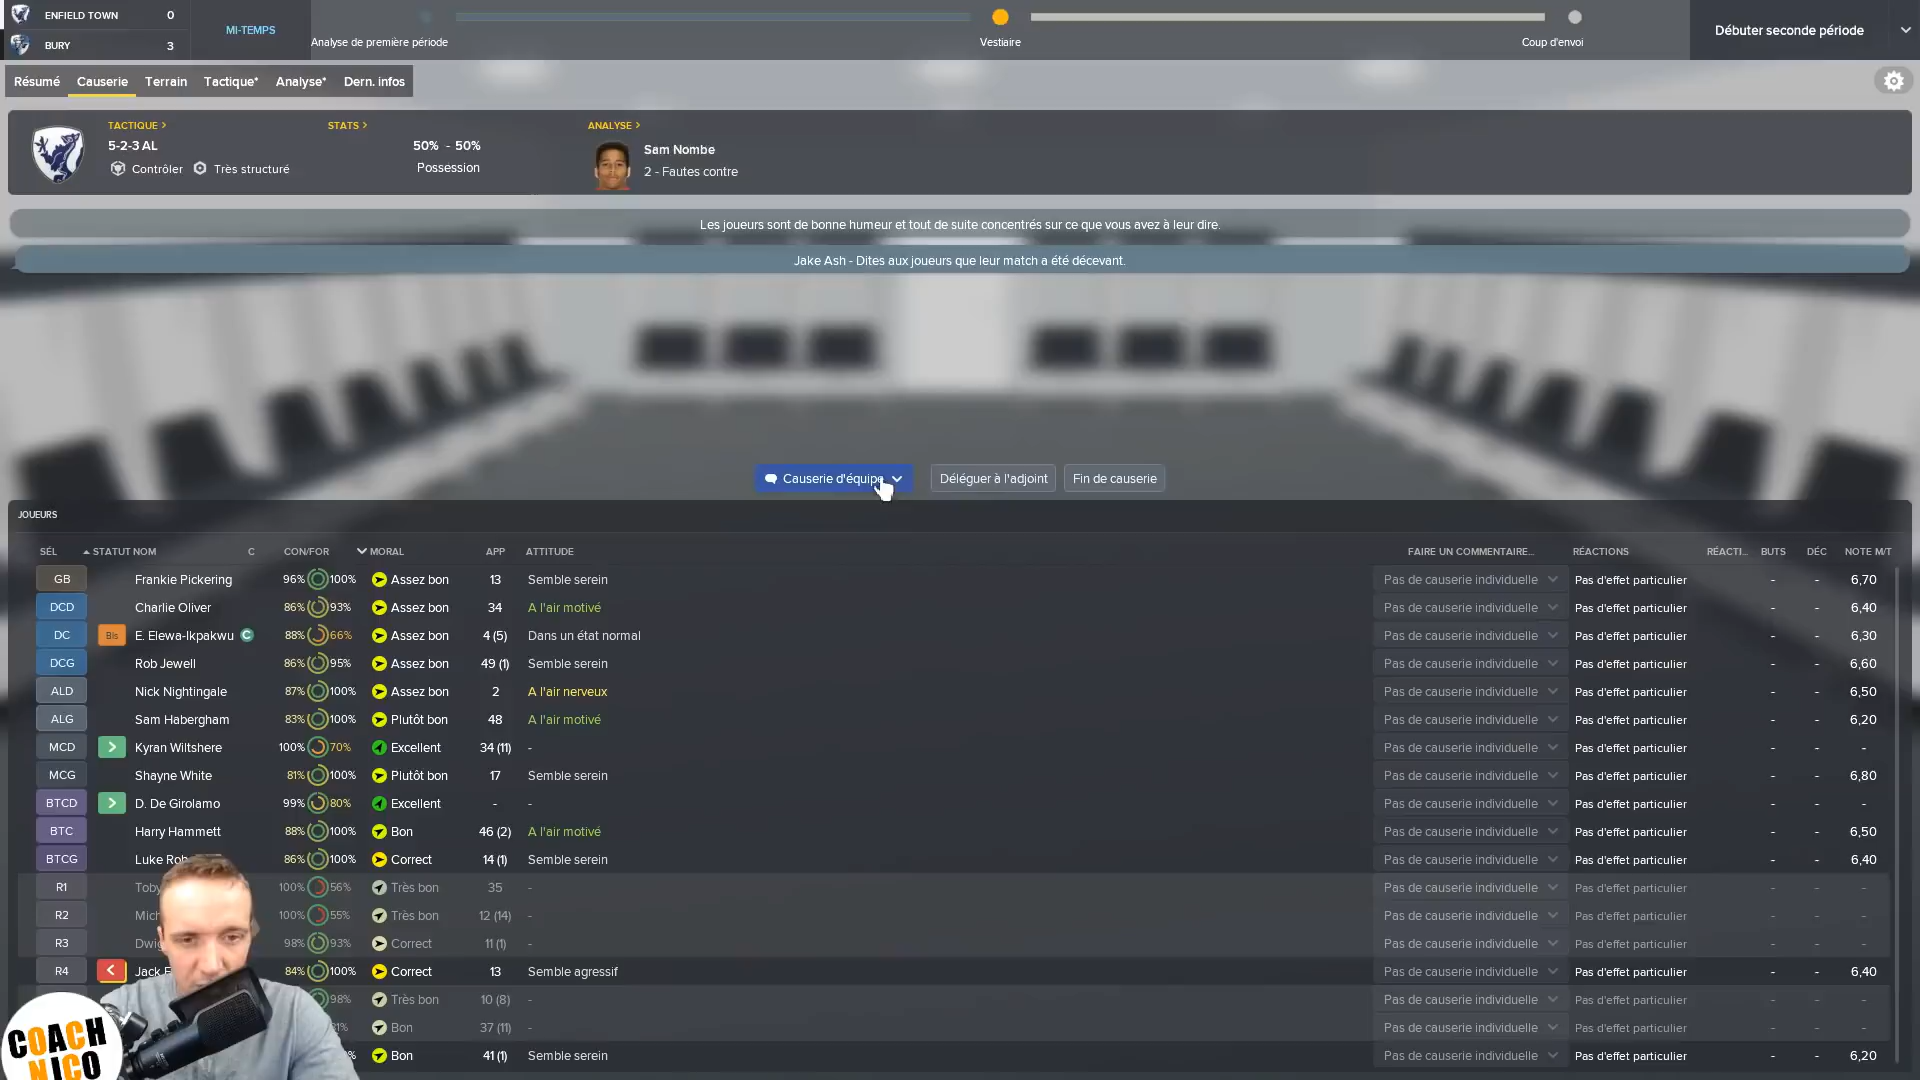 ENFIELD TOWN 0
BURY 3
MI-TEMPS
Analyse de première période
Vestiaire
Coup d'envoi
Débuter seconde période
Résumé Causerie Terrain Tactique* Analyse* Dern. infos
TACTIQUE >
5-2-3 AL
Contrôler Très structuré
STATS >
50% - 50%
Possession
ANALYSE >
Sam Nombe
2 - Fautes contre
Les joueurs sont de bonne humeur et tout de suite concentrés sur ce que vous avez à leur dire.
Jake Ash - Dites aux joueurs que leur match a été décevant.
Causerie d'équipe Déléguer à l'adjoint Fin de causerie
JOUEURS
SÉL STATUT NOM C CON/FOR MORAL APP ATTITUDE FAIRE UN COMMENTAIRE... RÉACTIONS RÉACTI... BUTS DÉC NOTE M/T
GB Frankie Pickering 96% 100% Assez bon 13 Semble serein Pas de causerie individuelle Pas d'effet particulier - - 6,70
DCD Charlie Oliver 86% 93% Assez bon 34 A l'air motivé Pas de causerie individuelle Pas d'effet particulier - - 6,40
DC Bls E. Elewa-Ikpakwu C 88% 66% Assez bon 4 (5) Dans un état normal Pas de causerie individuelle Pas d'effet particulier - - 6,30
DCG Rob Jewell 86% 95% Assez bon 49 (1) Semble serein Pas de causerie individuelle Pas d'effet particulier - - 6,60
ALD Nick Nightingale 87% 100% Assez bon 2 A l'air nerveux Pas de causerie individuelle Pas d'effet particulier - - 6,50
ALG Sam Habergham 83% 100% Plutôt bon 48 A l'air motivé Pas de causerie individuelle Pas d'effet particulier - - 6,20
MCD Kyran Wiltshere 100% 70% Excellent 34 (11) - Pas de causerie individuelle Pas d'effet particulier - - -
MCG Shayne White 81% 100% Plutôt bon 17 Semble serein Pas de causerie individuelle Pas d'effet particulier - - 6,80
BTCD D. De Girolamo 99% 80% Excellent - - Pas de causerie individuelle Pas d'effet particulier - - -
BTC Harry Hammett 88% 100% Bon 46 (2) A l'air motivé Pas de causerie individuelle Pas d'effet particulier - - 6,50
BTCG Luke 86% 100% Correct 14 (1) Semble serein Pas de causerie individuelle Pas d'effet particulier - - 6,40
R1 Toby 100% 56% Très bon 35 - Pas de causerie individuelle Pas d'effet particulier - - -
R2 100% 55% Très bon 12 (14) - Pas de causerie individuelle Pas d'effet particulier - - -
R3 98% 93% Correct 11 (1) - Pas de causerie individuelle Pas d'effet particulier - - -
R4 Jack 84% 100% Correct 13 Semble agressif Pas de causerie individuelle Pas d'effet particulier - - 6,40
98% Très bon 10 (8) - Pas de causerie individuelle Pas d'effet particulier - - -
Bon 37 (11) - Pas de causerie individuelle Pas d'effet particulier - - -
Bon 41 (1) Semble serein Pas de causerie individuelle Pas d'effet particulier - - 6,20
COACH
NICO